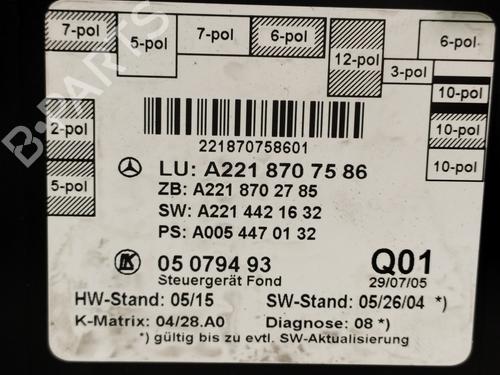 7-pol
5-pol
7-pol
6-pol
12-pol
3-pol
6-pol
10-pol
10-pol
10-pol
2-pol
5-pol
221870758601
LU: A221 870 75 86
ZB: A221 870 27 85
SW: A221 442 16 32
PS: A005 447 01 32
05 0794 93
Steuergerät Fond
Q01
29/07/05
HW-Stand: 05/15 SW-Stand: 05/26/04 *)
K-Matrix: 04/28.A0 Diagnose: 08 *)
*) gültig bis zu evtl. SW-Aktualisierung
B-PARTS